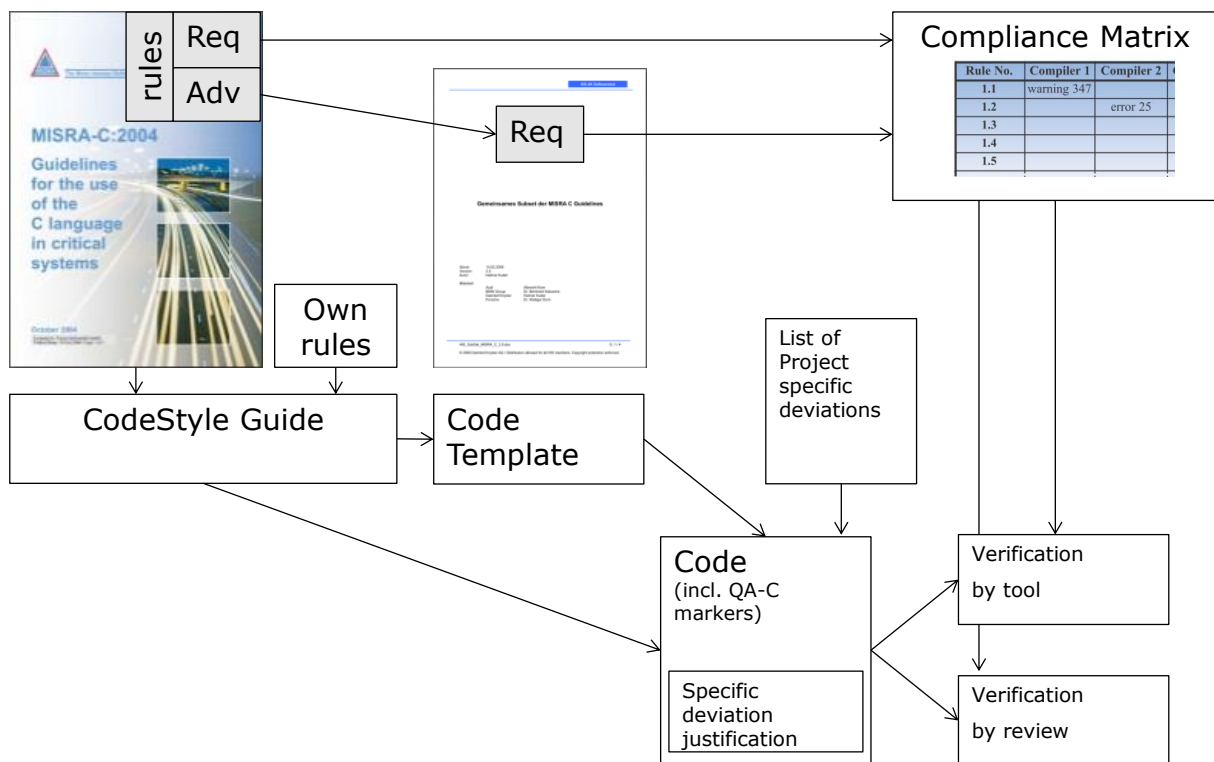 rules
Req
Adv
MISRA-C:2004
Guidelines
for the use
of the
C language
in critical
systems
October 2004
Req
Gemeinsames Subset der MISRA C Guidelines
Compliance Matrix
Rule No. Compiler 1 Compiler 2
1.1 warning 347
1.2 error 25
1.3
1.4
1.5
Own
rules
List of
Project
specific
deviations
CodeStyle Guide
Code
Template
Code
(incl. QA-C
markers)
Specific
deviation
justification
Verification
by tool
Verification
by review